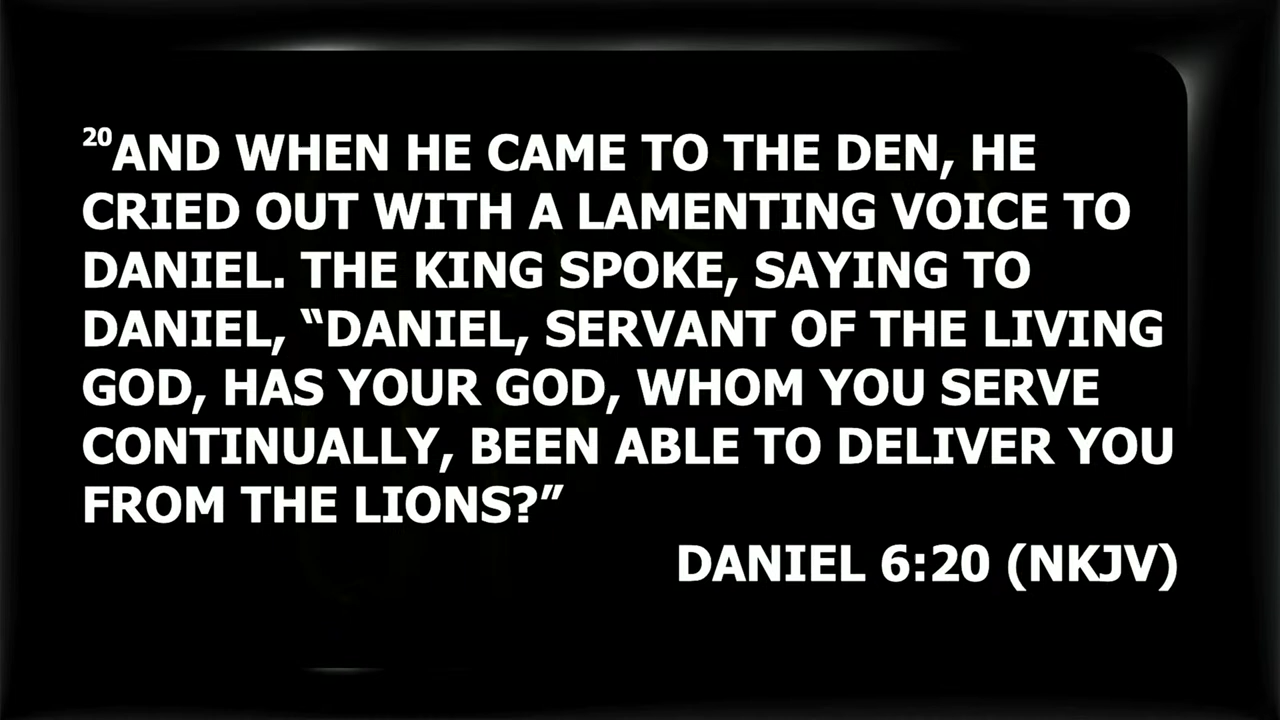 20AND WHEN HE CAME TO THE DEN, HE
CRIED OUT WITH A LAMENTING VOICE TO
DANIEL. THE KING SPOKE, SAYING TO
DANIEL, “DANIEL, SERVANT OF THE LIVING
GOD, HAS YOUR GOD, WHOM YOU SERVE
CONTINUALLY, BEEN ABLE TO DELIVER YOU
FROM THE LIONS?”
DANIEL 6:20 (NKJV)